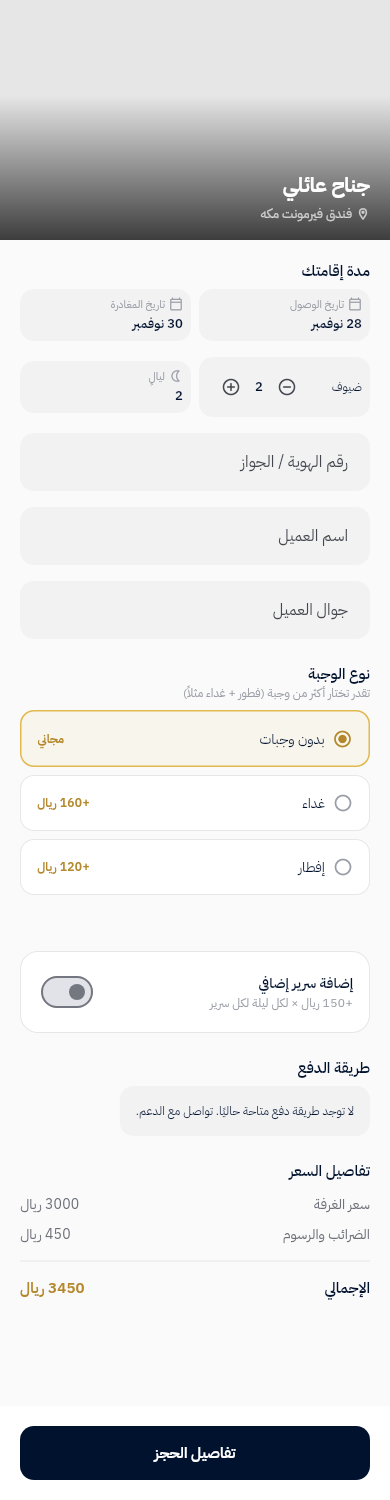 جناح عائلي
فندق فيرمونت مكه
مدة إقامتك
تاريخ الوصول
28 نوفمبر
تاريخ المغادرة
30 نوفمبر
ضيوف
2
ليالٍ
2
رقم الهوية / الجواز
اسم العميل
جوال العميل
نوع الوجبة
تقدر تختار أكثر من وجبة (فطور + غداء مثلاً)
بدون وجبات
مجاني
غداء
+160 ريال
إفطار
+120 ريال
إضافة سرير إضافي
+150 ريال × لكل ليلة لكل سرير
طريقة الدفع
لا توجد طريقة دفع متاحة حاليًا. تواصل مع الدعم.
تفاصيل السعر
سعر الغرفة
3000 ريال
الضرائب والرسوم
450 ريال
الإجمالي
3450 ريال
تفاصيل الحجز